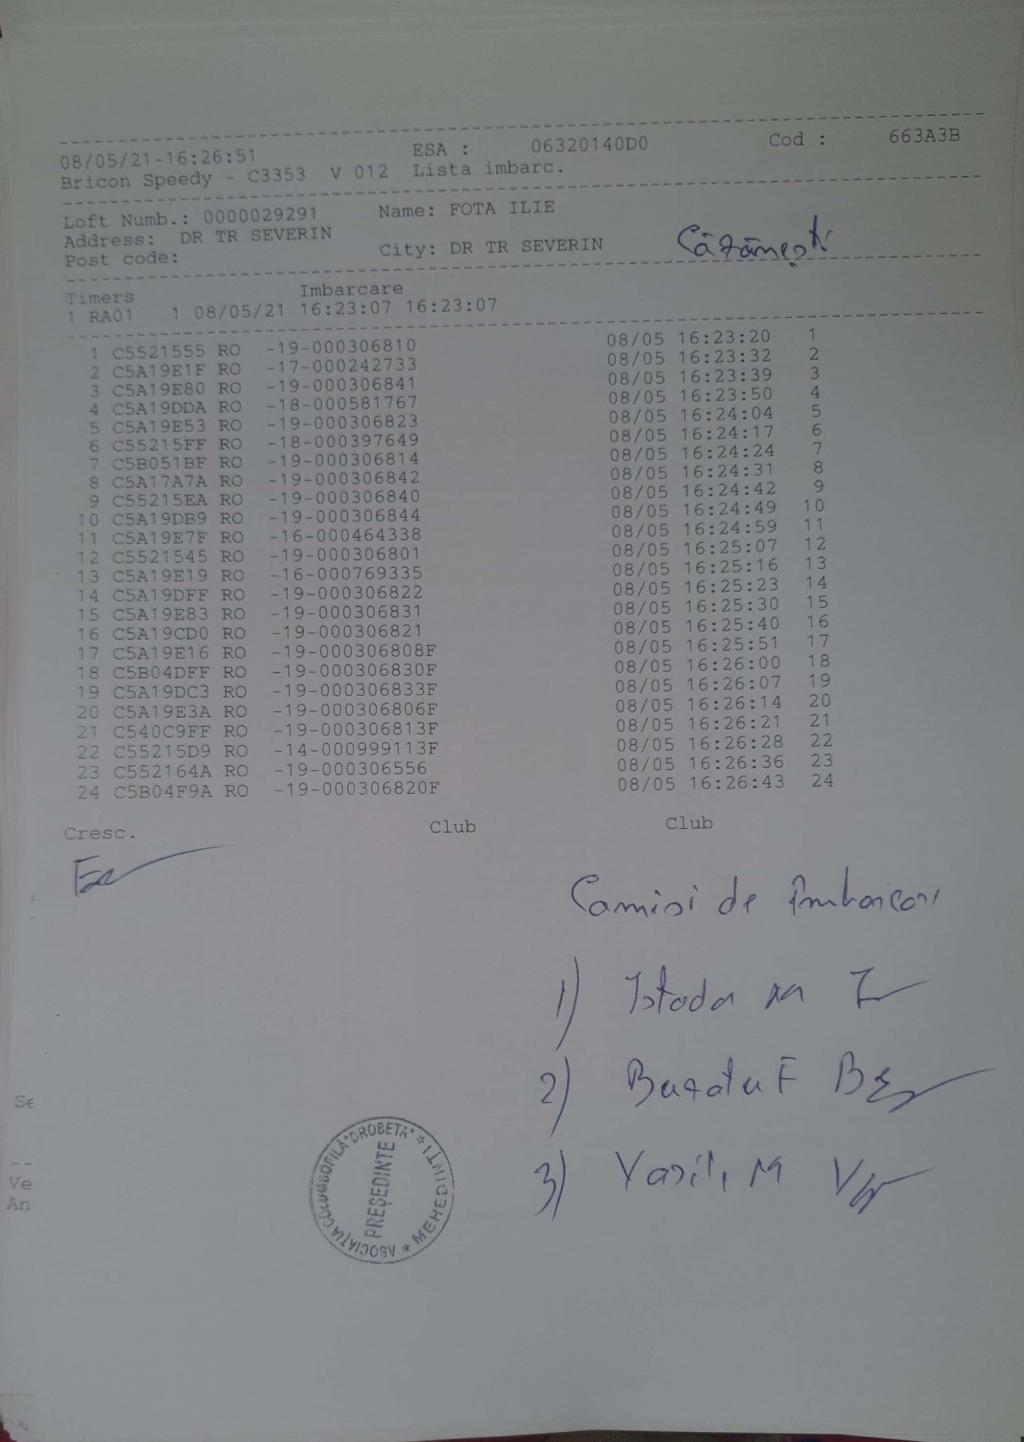 08/05/21-16:26:51 ESA : 06320140D0 Cod : 663A3B
Bricon Speedy - C3353 V 012 Lista imbarc.
Loft Numb.: 0000029291 Name: FOTA ILIE
Address: DR TR SEVERIN
Post code: City: DR TR SEVERIN
Căzănești
Timers Imbarcare
1 RA01 1 08/05/21 16:23:07 16:23:07
1 C5521555 RO -19-000306810 08/05 16:23:20 1
2 C5A19E1F RO -17-000242733 08/05 16:23:32 2
3 C5A19E80 RO -19-000306841 08/05 16:23:39 3
4 C5A19DDA RO -18-000581767 08/05 16:23:50 4
5 C5A19E53 RO -19-000306823 08/05 16:24:04 5
6 C55215FF RO -18-000397649 08/05 16:24:17 6
7 C5B051BF RO -19-000306814 08/05 16:24:24 7
8 C5A17A7A RO -19-000306842 08/05 16:24:31 8
9 C55215EA RO -19-000306840 08/05 16:24:42 9
10 C5A19DB9 RO -19-000306844 08/05 16:24:49 10
11 C5A19E7F RO -16-000464338 08/05 16:24:59 11
12 C5521545 RO -19-000306801 08/05 16:25:07 12
13 C5A19E19 RO -16-000769335 08/05 16:25:16 13
14 C5A19DFF RO -19-000306822 08/05 16:25:23 14
15 C5A19E83 RO -19-000306831 08/05 16:25:30 15
16 C5A19CD0 RO -19-000306821 08/05 16:25:40 16
17 C5A19E16 RO -19-000306808F 08/05 16:25:51 17
18 C5B04DFF RO -19-000306830F 08/05 16:26:00 18
19 C5A19DC3 RO -19-000306833F 08/05 16:26:07 19
20 C5A19E3A RO -19-000306806F 08/05 16:26:14 20
21 C540C9FF RO -19-000306813F 08/05 16:26:21 21
22 C55215D9 RO -14-000999113F 08/05 16:26:28 22
23 C552164A RO -19-000306556 08/05 16:26:36 23
24 C5B04F9A RO -19-000306820F 08/05 16:26:43 24
Cresc. Club Club
Comisi de
1) Istoda M
2) Buzatu F
3) Vasile M
ASOCIAȚIA COLUMBOFILĂ "DROBETA" * MEHEDINȚI *
PREȘEDINTE
Se
--
Ve
An